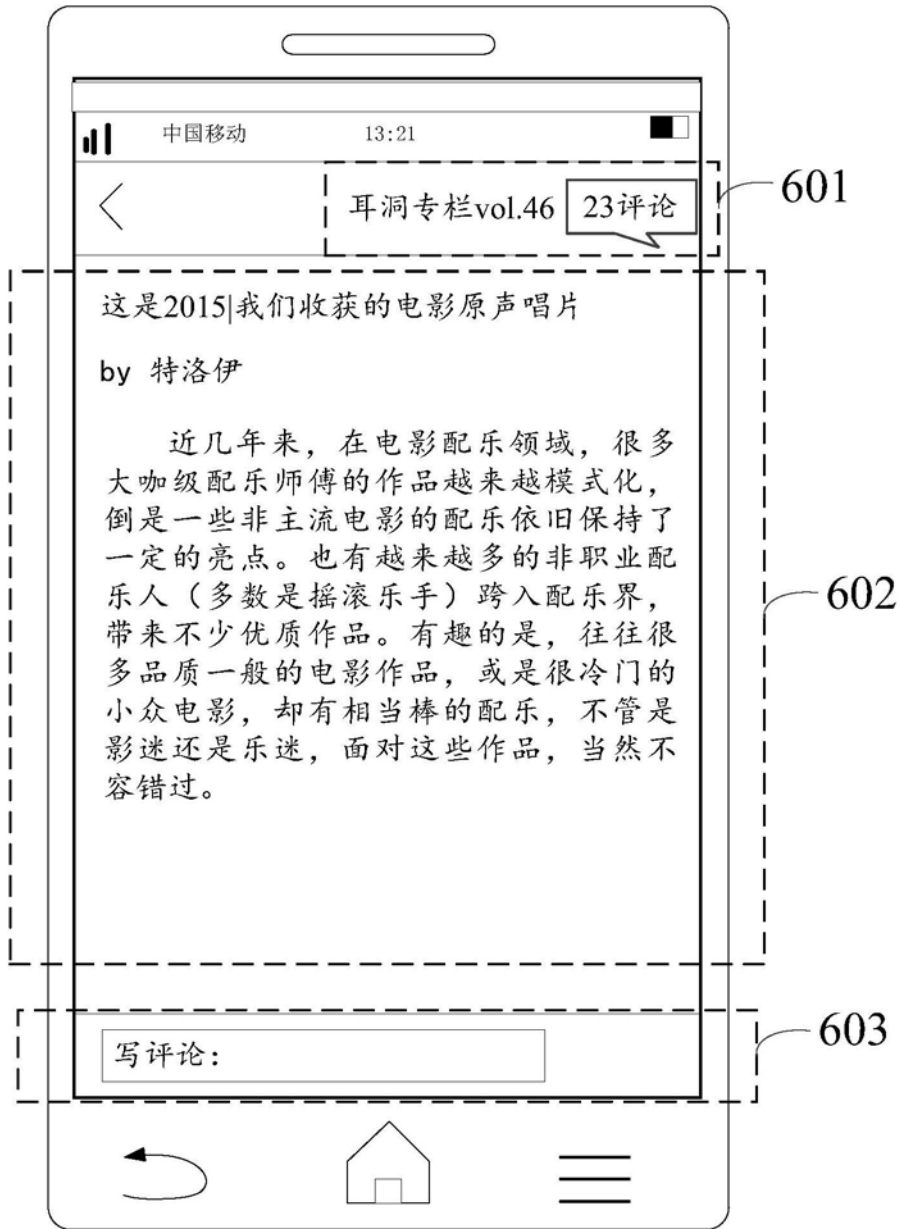 中国移动 13:21
耳洞专栏vol.46 23评论
601
这是2015|我们收获的电影原声唱片
by 特洛伊
近几年来，在电影配乐领域，很多
大咖级配乐师傅的作品越来越模式化，
倒是一些非主流电影的配乐依旧保持了
一定的亮点。也有越来越多的非职业配
乐人（多数是摇滚乐手）跨入配乐界，
带来不少优质作品。有趣的是，往往很
多品质一般的电影作品，或是很冷门的
小众电影，却有相当棒的配乐，不管是
影迷还是乐迷，面对这些作品，当然不
容错过。
602
写评论：
603